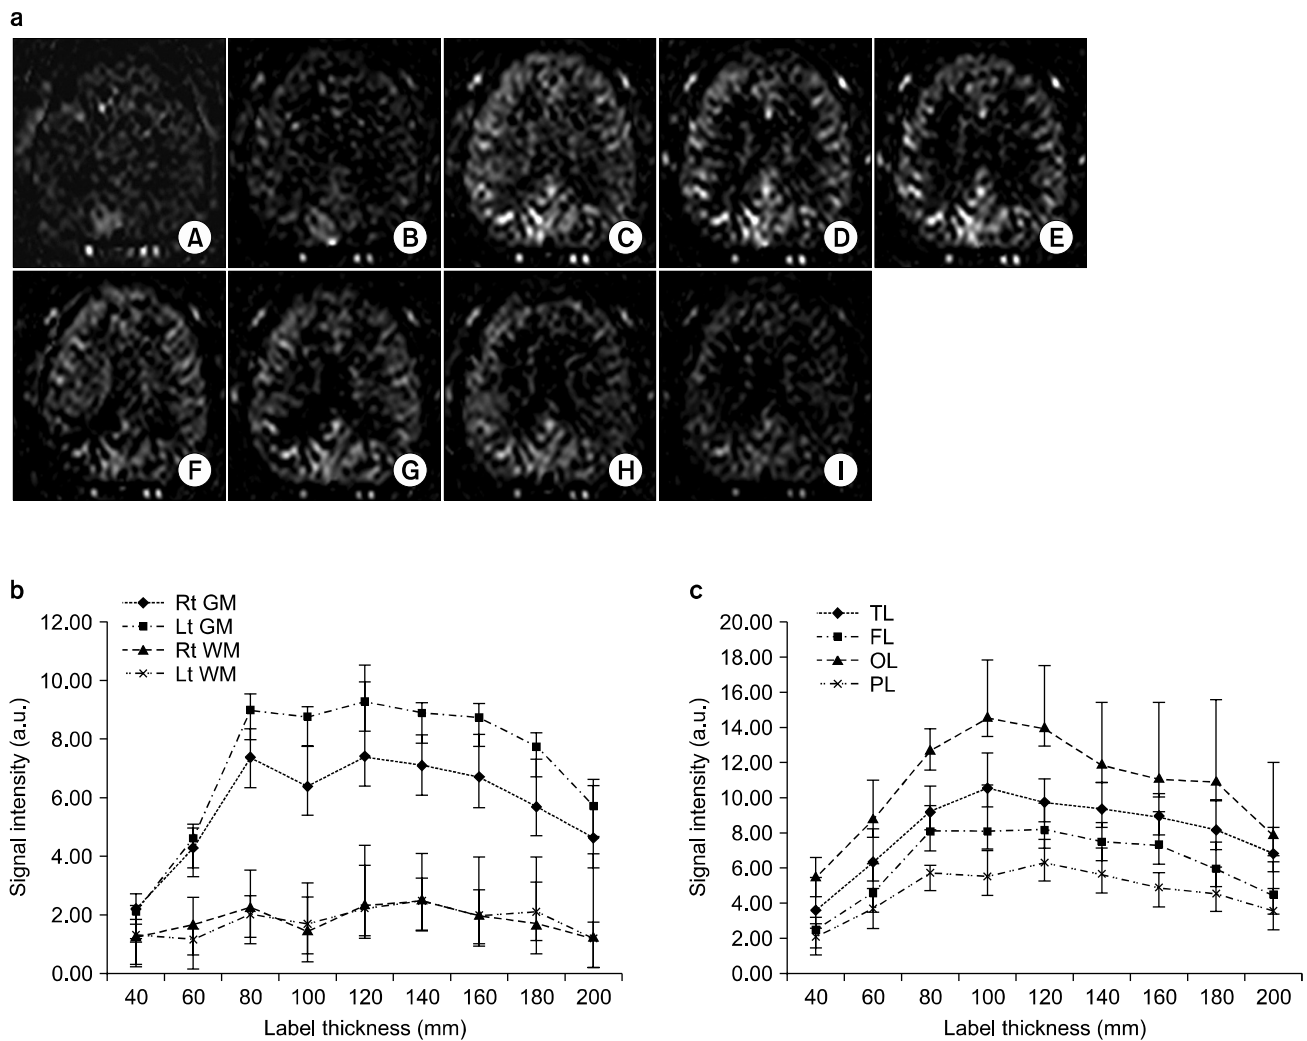 a
A
B
C
D
E
F
G
H
I
b
Rt GM
Lt GM
Rt WM
Lt WM
12.00
10.00
8.00
6.00
4.00
2.00
0.00
Signal intensity (a.u.)
40 60 80 100 120 140 160 180 200
Label thickness (mm)
c
TL
FL
OL
PL
20.00
18.00
16.00
14.00
12.00
10.00
8.00
6.00
4.00
2.00
0.00
Signal intensity (a.u.)
40 60 80 100 120 140 160 180 200
Label thickness (mm)